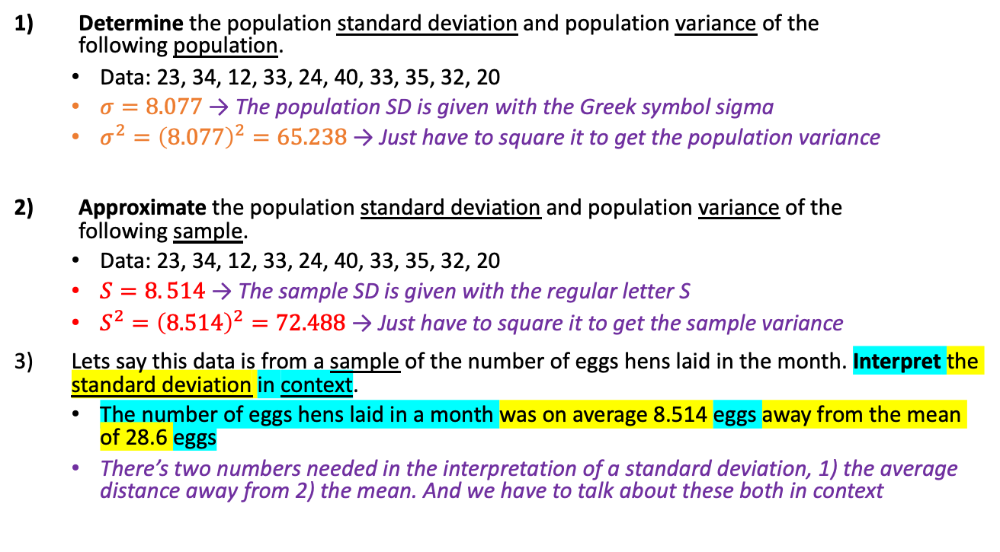 1) Determine the population standard deviation and population variance of the
following population.
• Data: 23, 34, 12, 33, 24, 40, 33, 35, 32, 20
• σ = 8.077 → The population SD is given with the Greek symbol sigma
• σ² = (8.077)² = 65.238 → Just have to square it to get the population variance
2) Approximate the population standard deviation and population variance of the
following sample.
• Data: 23, 34, 12, 33, 24, 40, 33, 35, 32, 20
• S = 8.514 → The sample SD is given with the regular letter S
• S² = (8.514)² = 72.488 → Just have to square it to get the sample variance
3) Lets say this data is from a sample of the number of eggs hens laid in the month. Interpret the
standard deviation in context.
• The number of eggs hens laid in a month was on average 8.514 eggs away from the mean
of 28.6 eggs
• There’s two numbers needed in the interpretation of a standard deviation, 1) the average
distance away from 2) the mean. And we have to talk about these both in context